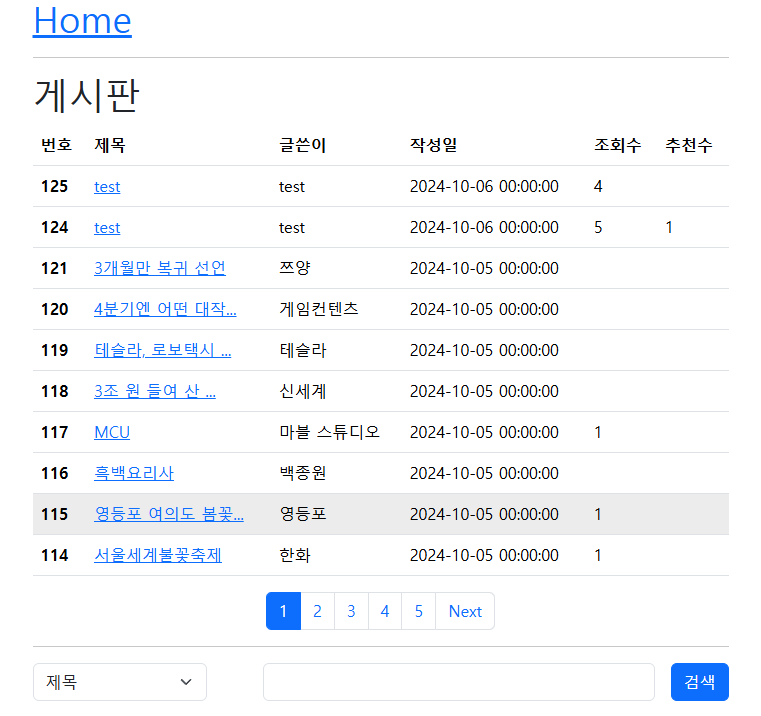 Home
게시판
번호 제목 글쓴이 작성일 조회수 추천수
125 test test 2024-10-06 00:00:00 4
124 test test 2024-10-06 00:00:00 5 1
121 3개월만 복귀 선언 쯔양 2024-10-05 00:00:00
120 4분기엔 어떤 대작... 게임컨텐츠 2024-10-05 00:00:00
119 테슬라, 로보택시 ... 테슬라 2024-10-05 00:00:00
118 3조 원 들여 산 ... 신세계 2024-10-05 00:00:00
117 MCU 마블 스튜디오 2024-10-05 00:00:00 1
116 흑백요리사 백종원 2024-10-05 00:00:00
115 영등포 여의도 봄꽃... 영등포 2024-10-05 00:00:00 1
114 서울세계불꽃축제 한화 2024-10-05 00:00:00 1
1 2 3 4 5 Next
제목 검색